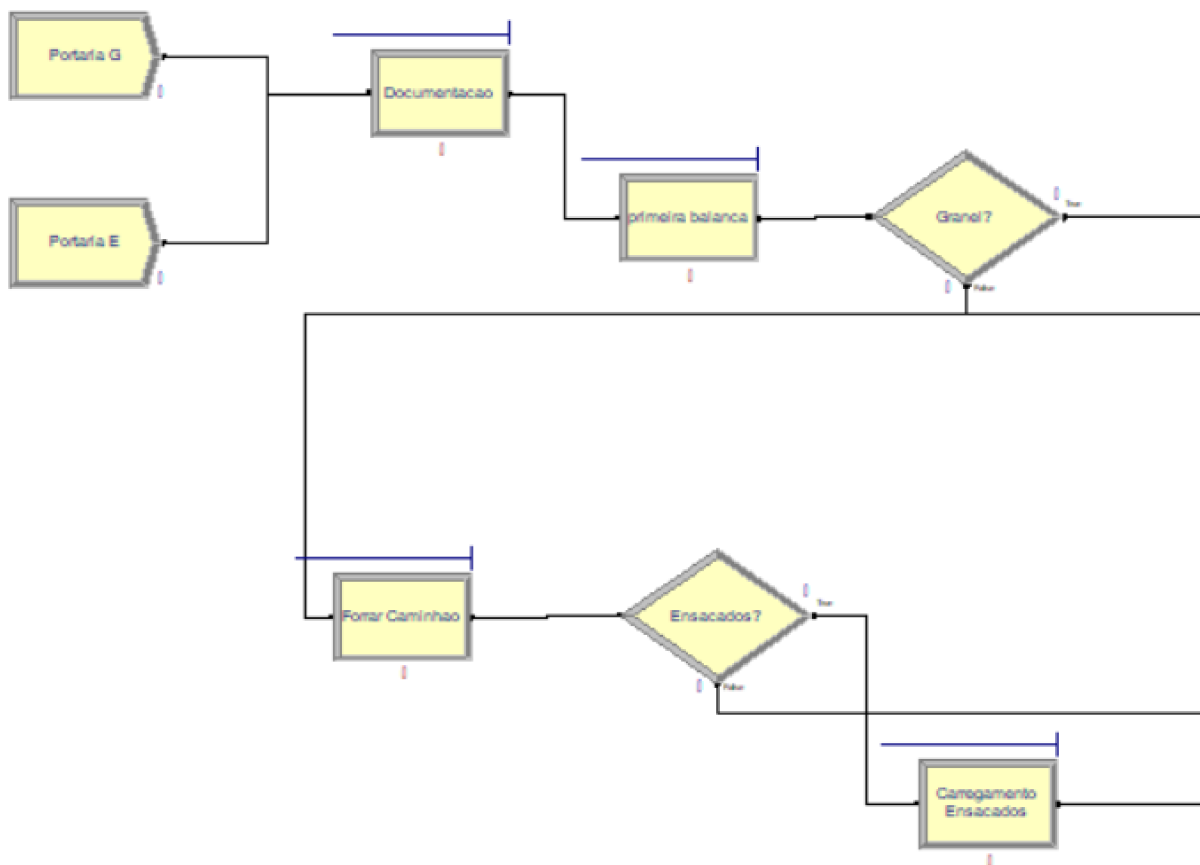 Portaria G
Documentacao
Portaria E
primeira balanca
Granel?
True
False
Forrar Caminhao
Ensacados?
True
False
Carregamento
Ensacados